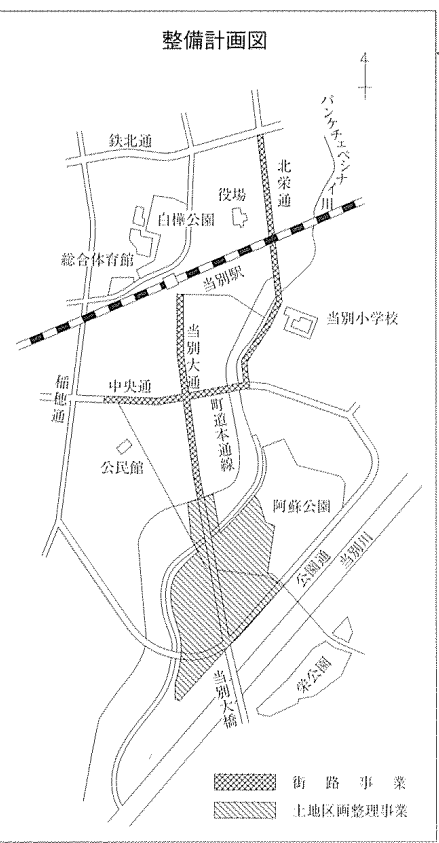 整備計画図
4
鉄北通
北栄通
パンケチュペシナイ川
役場
白樺公園
総合体育館
当別駅
当別小学校
当別大通
稲穂通
中央通
町道本通線
公民館
阿蘇公園
公園通
当別川
栄公園
当別大橋
街路事業
土地区画整理事業